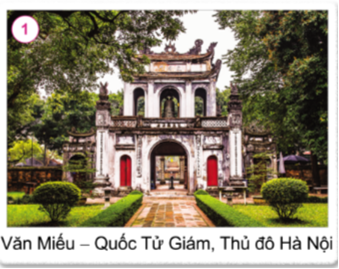 1
Văn Miếu – Quốc Tử Giám, Thủ đô Hà Nội